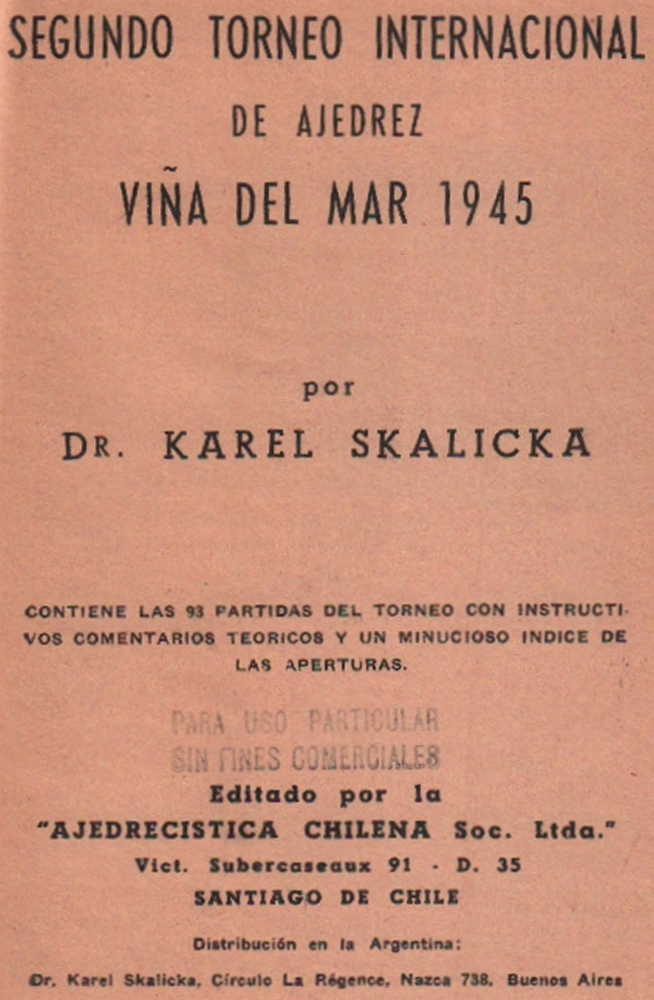 SEGUNDO TORNEO INTERNACIONAL
DE AJEDREZ
VIÑA DEL MAR 1945
por
DR. KAREL SKALICKA
CONTIENE LAS 93 PARTIDAS DEL TORNEO CON INSTRUCTI-
VOS COMENTARIOS TEORICOS Y UN MINUCIOSO INDICE DE
LAS APERTURAS.
PARA USO PARTICULAR
SIN FINES COMERCIALES
Editado por la
"AJEDRECISTICA CHILENA Soc. Ltda."
Vict. Subercaseaux 91 - D. 35
SANTIAGO DE CHILE
Distribución en la Argentina:
Dr. Karel Skalicka, Círculo La Régence, Nazca 738, Buenos Aires